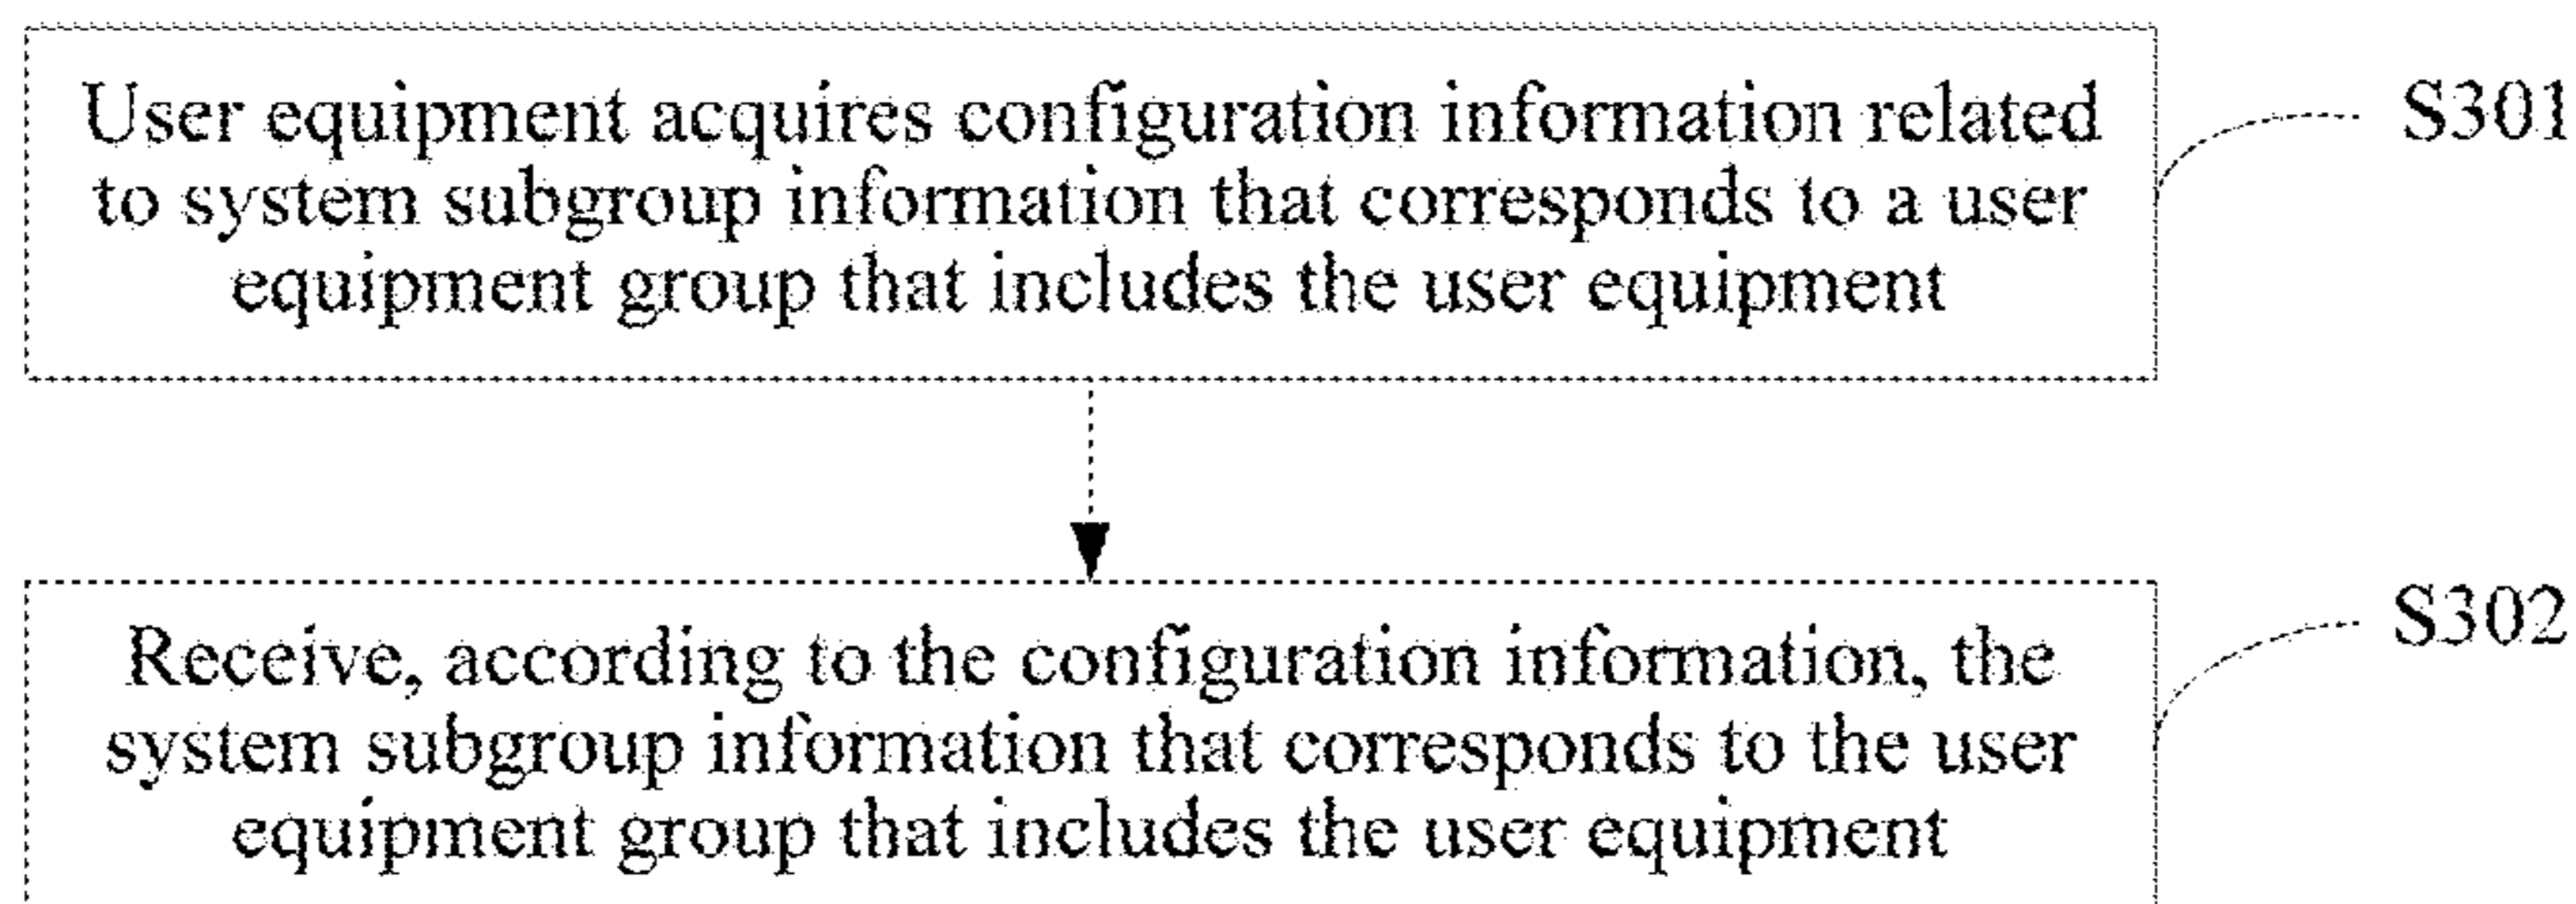 User equipment acquires configuration information related
to system subgroup information that corresponds to a user
equipment group that includes the user equipment
S301
Receive, according to the configuration information, the
system subgroup information that corresponds to the user
equipment group that includes the user equipment
S302